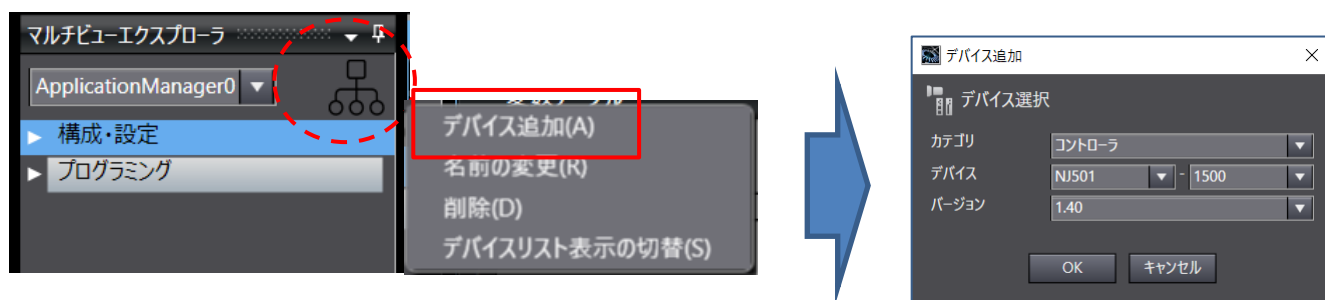 マルチビューエクスプローラ
ApplicationManager0
構成・設定
プログラミング
デバイス追加(A)
名前の変更(R)
削除(D)
デバイスリスト表示の切替(S)
デバイス追加
デバイス選択
カテゴリ コントローラ
デバイス NJ501 - 1500
バージョン 1.40
OK キャンセル